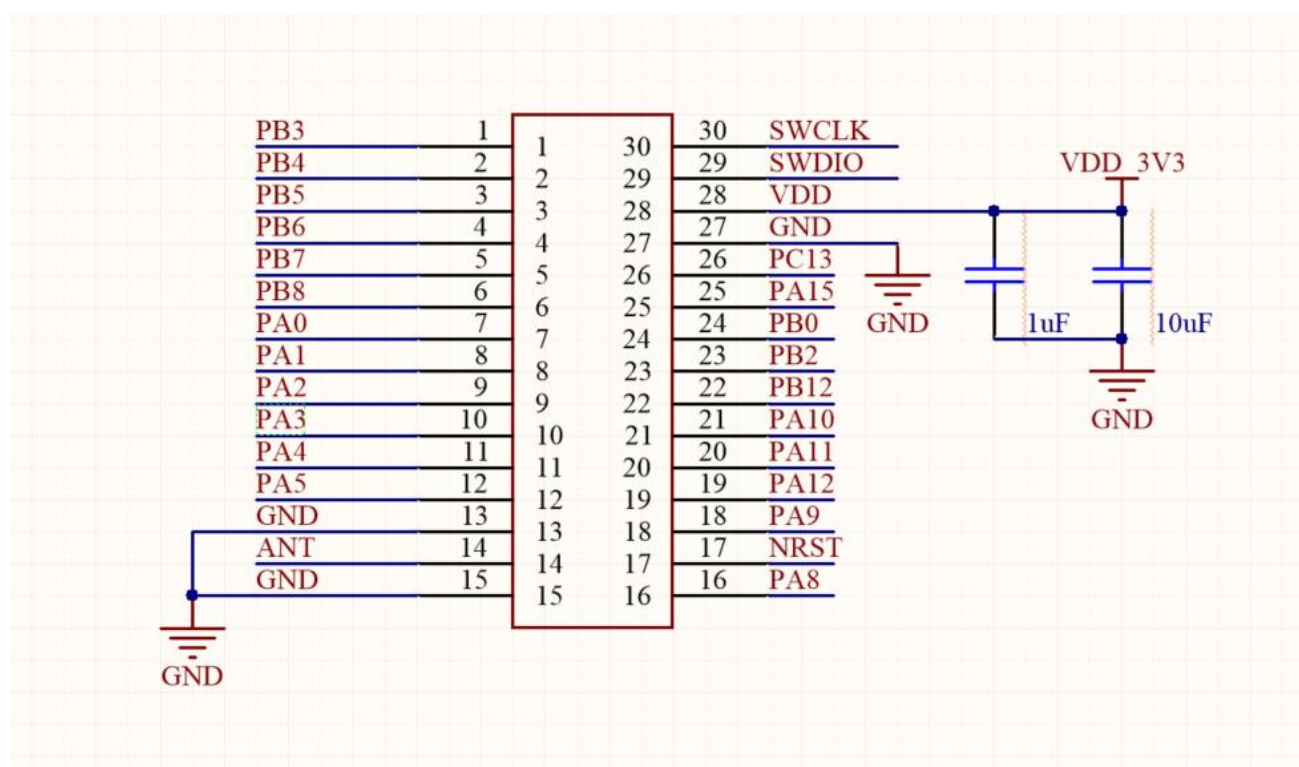 PB3 1 1 30 30 SWCLK
PB4 2 2 29 29 SWDIO
VDD_3V3
PB5 3 3 28 28 VDD
PB6 4 4 27 27 GND
PB7 5 5 26 26 PC13
PB8 6 6 25 25 PA15
PA0 7 7 24 24 PB0 GND 1uF 10uF
PA1 8 8 23 23 PB2
PA2 9 9 22 22 PB12
PA3 10 10 21 21 PA10 GND
PA4 11 11 20 20 PA11
PA5 12 12 19 19 PA12
GND 13 13 18 18 PA9
ANT 14 14 17 17 NRST
GND 15 15 16 16 PA8
GND